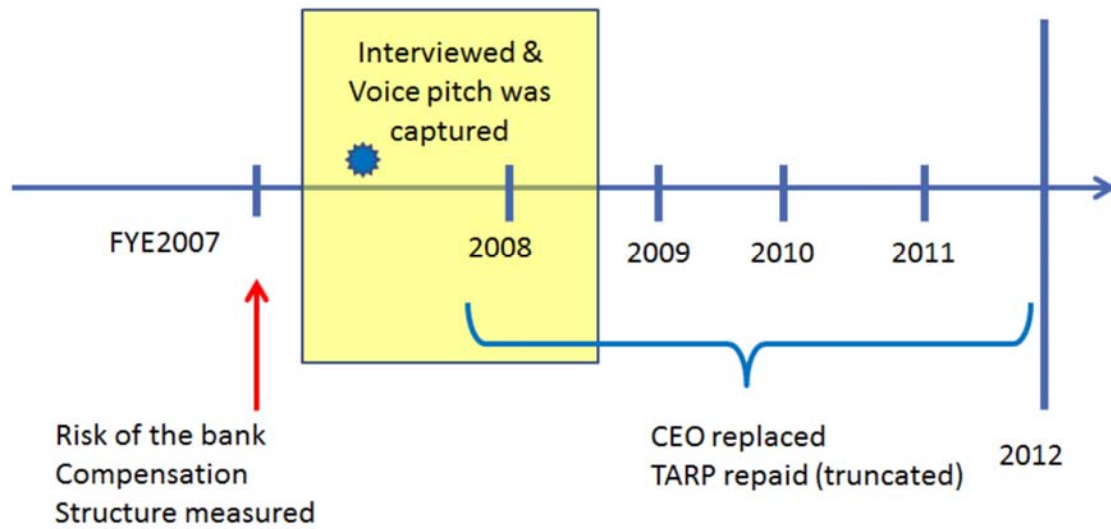 Interviewed &
Voice pitch was
captured
FYE2007
2008
2009
2010
2011
Risk of the bank
Compensation
Structure measured
CEO replaced
TARP repaid (truncated)
2012